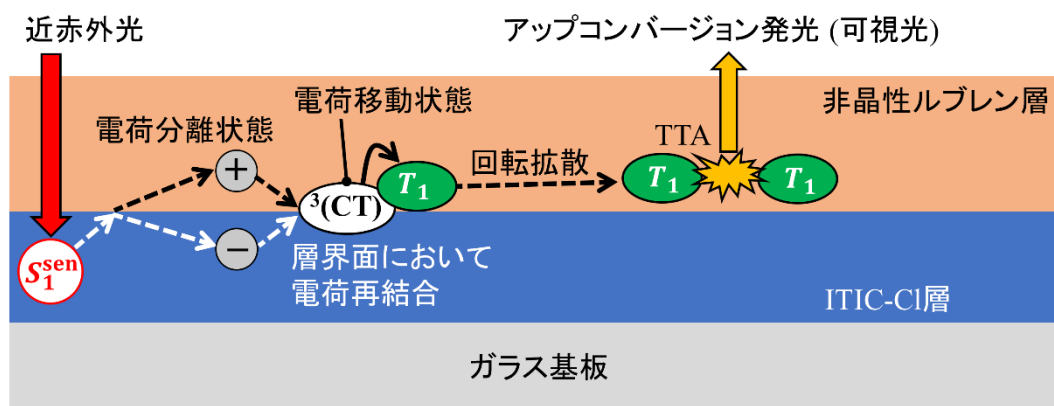 近赤外光
アップコンバージョン発光 (可視光)
電荷移動状態
非晶性ルブレン層
電荷分離状態
TTA
回転拡散
+
³(CT)
T₁
T₁
T₁
S₁ˢᵉⁿ
−
層界面において
電荷再結合
ITIC-Cl層
ガラス基板